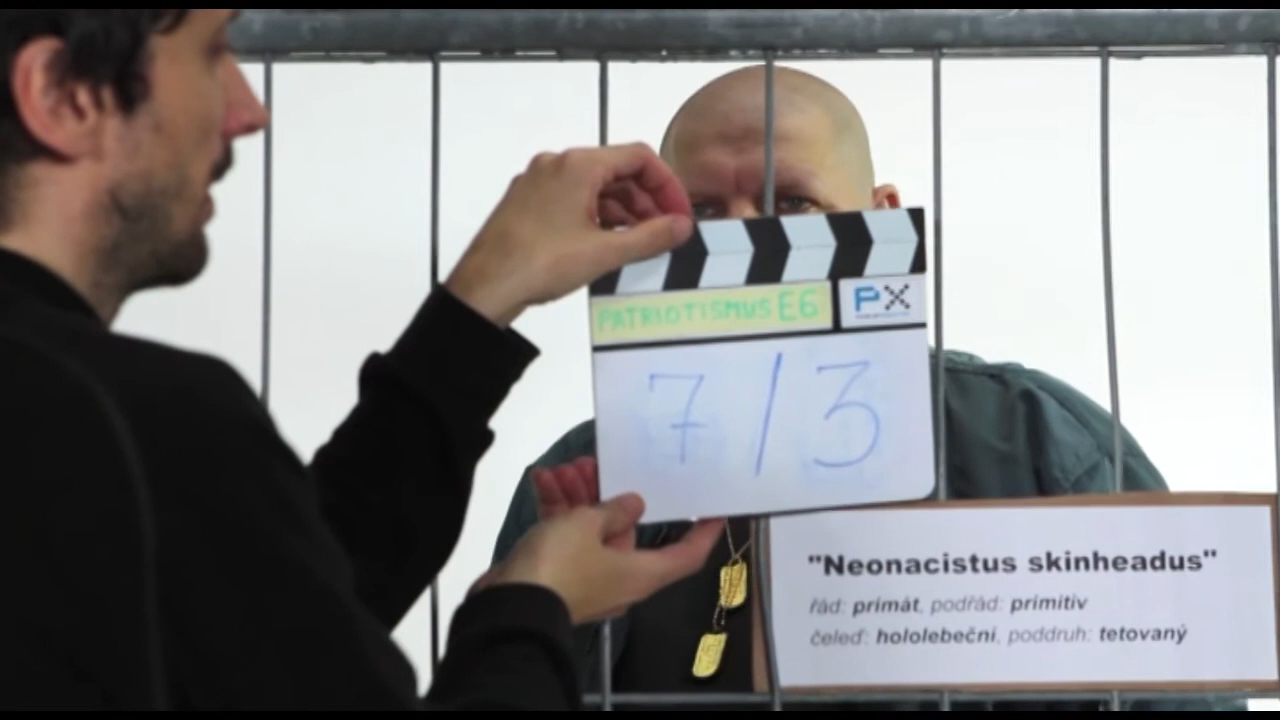 PATRIOTISMUS E6
PX
7/3
"Neonacistus skinheadus"
řád: primát, podřád: primitiv
čeleď: hololebeční, poddruh: tetovaný